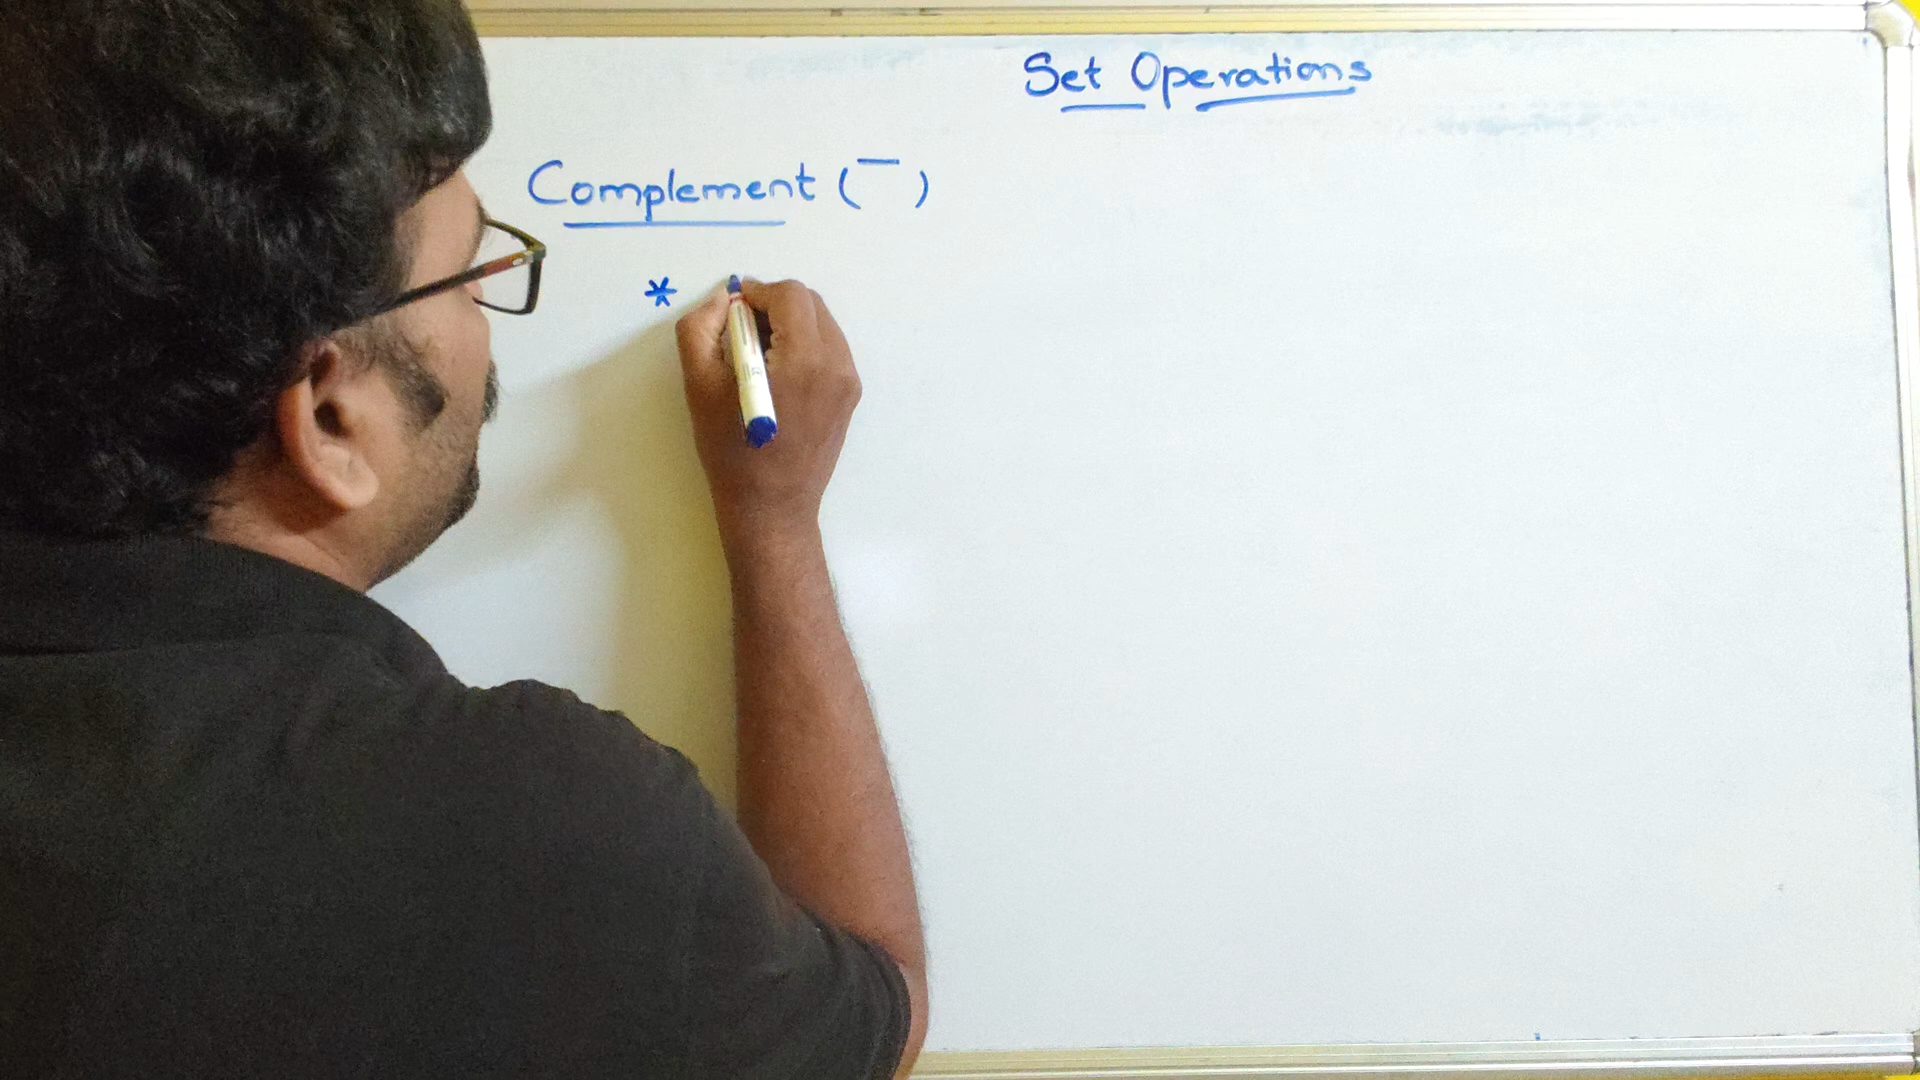 Set Operations
Complement ( ‾ )
*